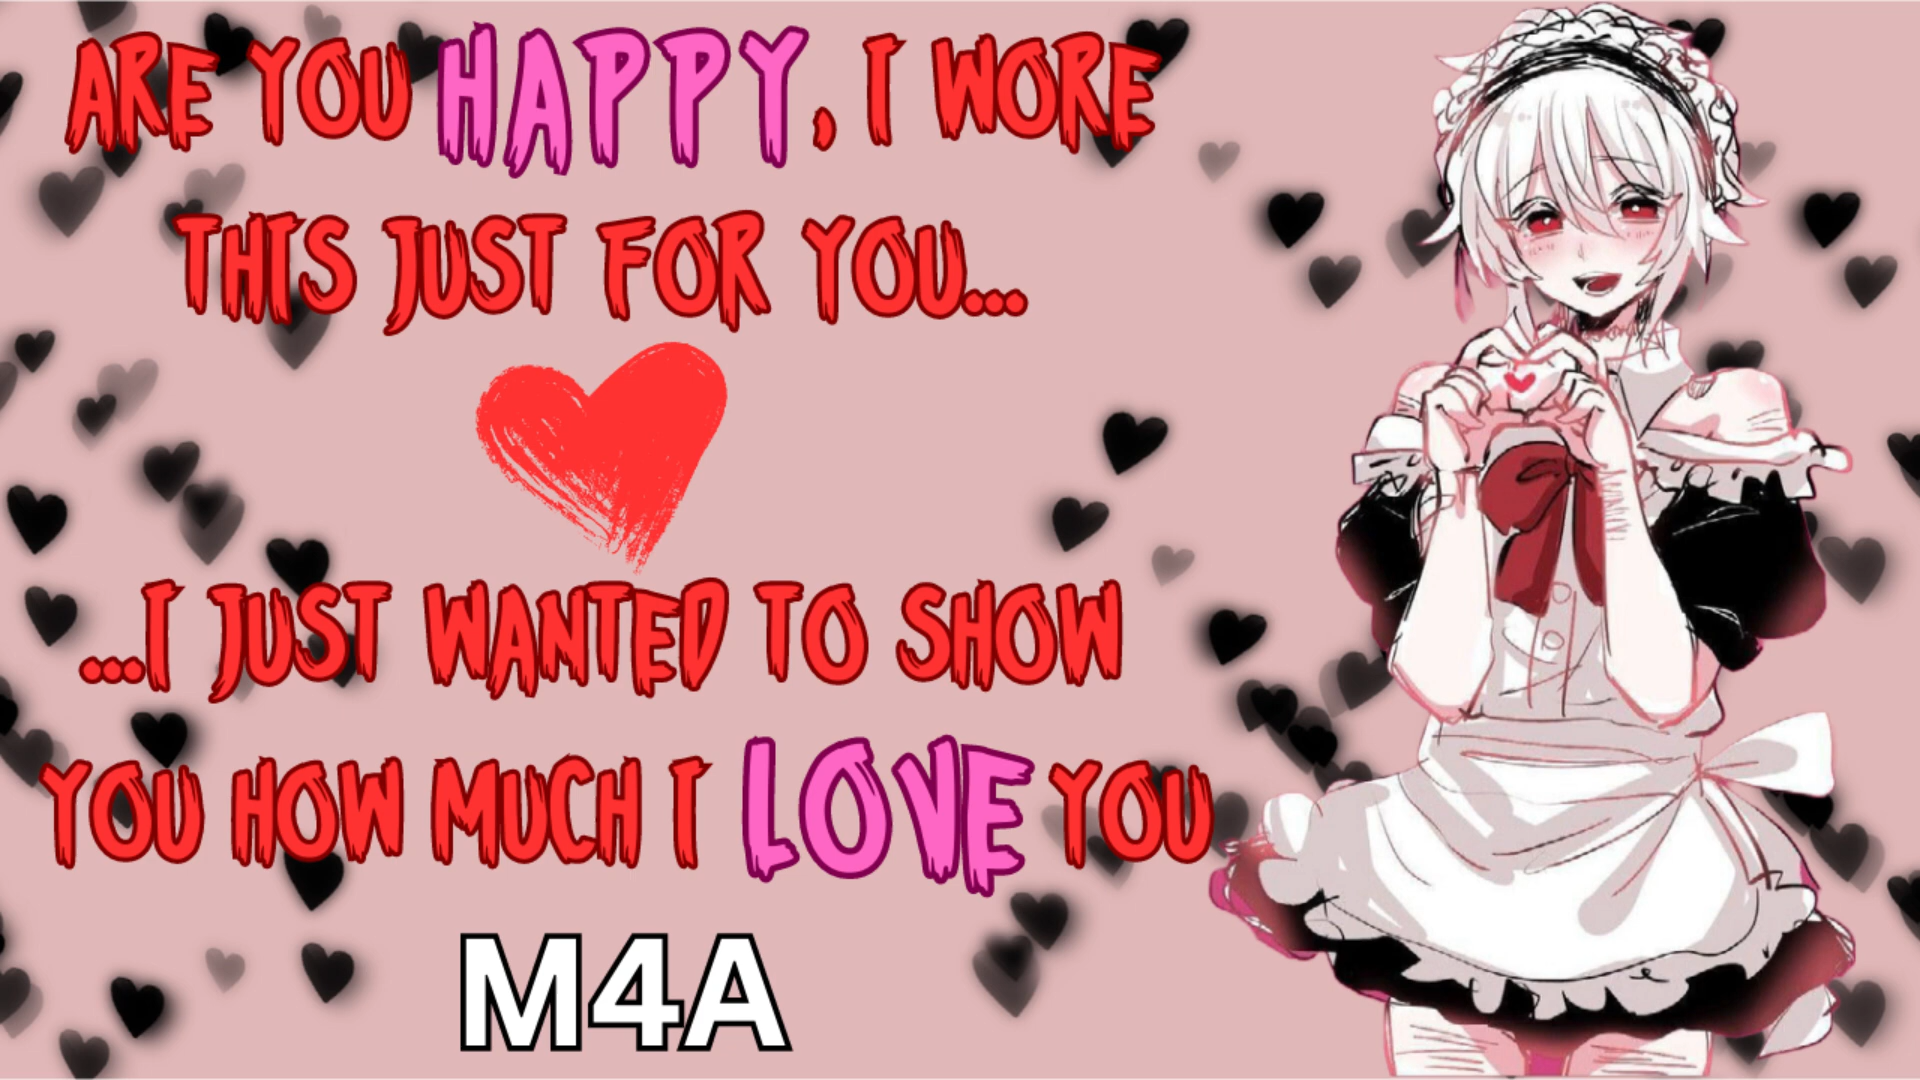 ARE YOU HAPPY, I WORE
THIS JUST FOR YOU...
...I JUST WANTED TO SHOW
YOU HOW MUCH I LOVE YOU
M4A